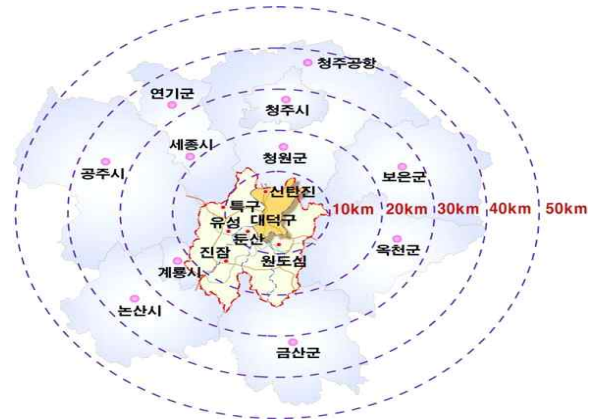 청주공항
연기군
청주시
세종시
청원군
공주시
보은군
신탄진
특구
대덕구
유성
둔산
10km
20km
30km
40km
50km
진잠
원도심
옥천군
계룡시
논산시
금산군